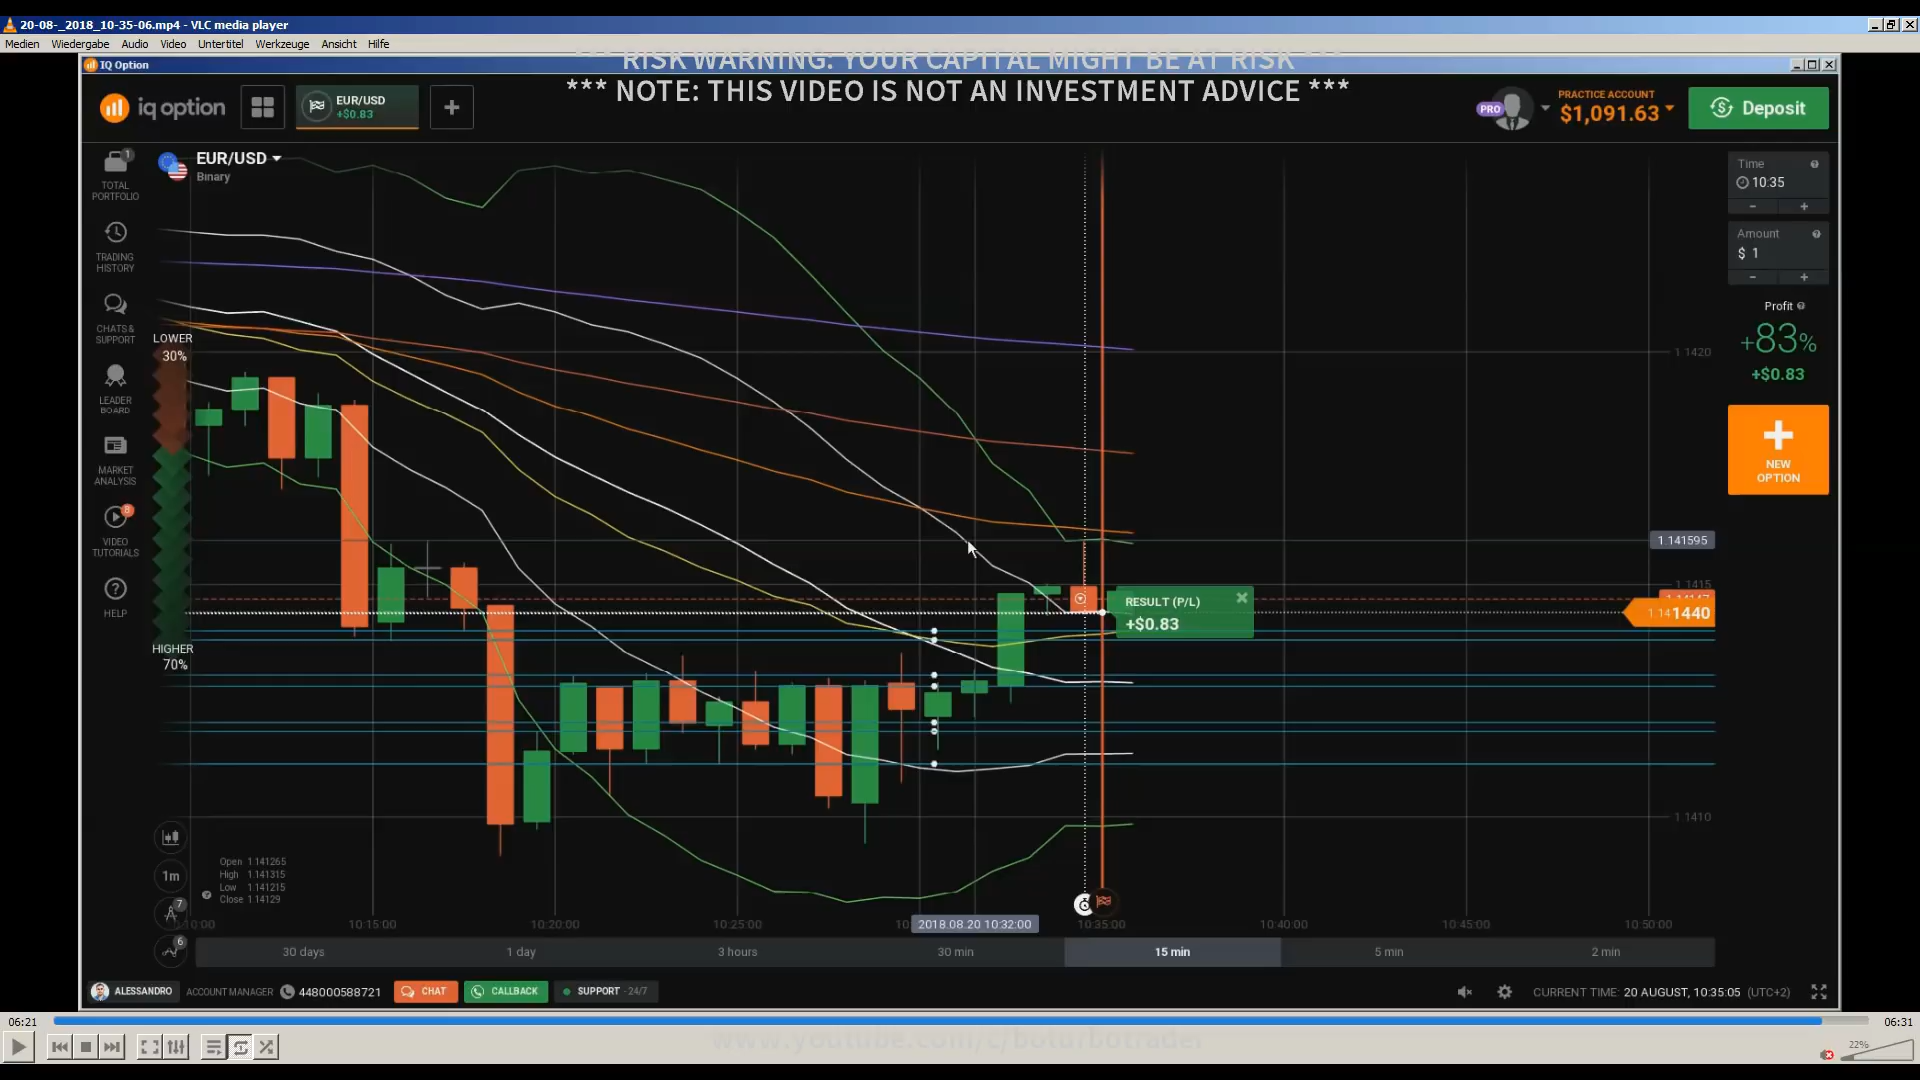 20-08-_2018_10-35-06.mp4 - VLC media player
Medien Wiedergabe Audio Video Untertitel Werkzeuge Ansicht Hilfe
*** RISK WARNING: YOUR CAPITAL MIGHT BE AT RISK ***
IQ Option
*** NOTE: THIS VIDEO IS NOT AN INVESTMENT ADVICE ***
iq option
EUR/USD
+$0.83
PRO
PRACTICE ACCOUNT
$1,091.63
Deposit
1
TOTAL
PORTFOLIO
EUR/USD
Binary
Time
10:35
- +
TRADING
HISTORY
Amount
$ 1
- +
CHATS &
SUPPORT
LOWER
30%
Profit
+83%
+$0.83
1.1420
LEADER
BOARD
MARKET
ANALYSIS
NEW
OPTION
8
VIDEO
TUTORIALS
1.141595
1.1415
HELP
RESULT (P/L)
+$0.83
1.141440
HIGHER
70%
1.1410
1m
Open 1.141265
High 1.141315
Low 1.141215
Close 1.14129
7
6
10:15:00
10:20:00
10:25:00
2018.08.20 10:32:00
10:35:00
10:40:00
10:45:00
10:50:00
30 days
1 day
3 hours
30 min
15 min
5 min
2 min
ALESSANDRO ACCOUNT MANAGER 448000588721 CHAT CALLBACK SUPPORT - 24/7
CURRENT TIME: 20 AUGUST, 10:35:05 (UTC+2)
06:21
06:31
www.youtube.com/c/boturbotrader
22%